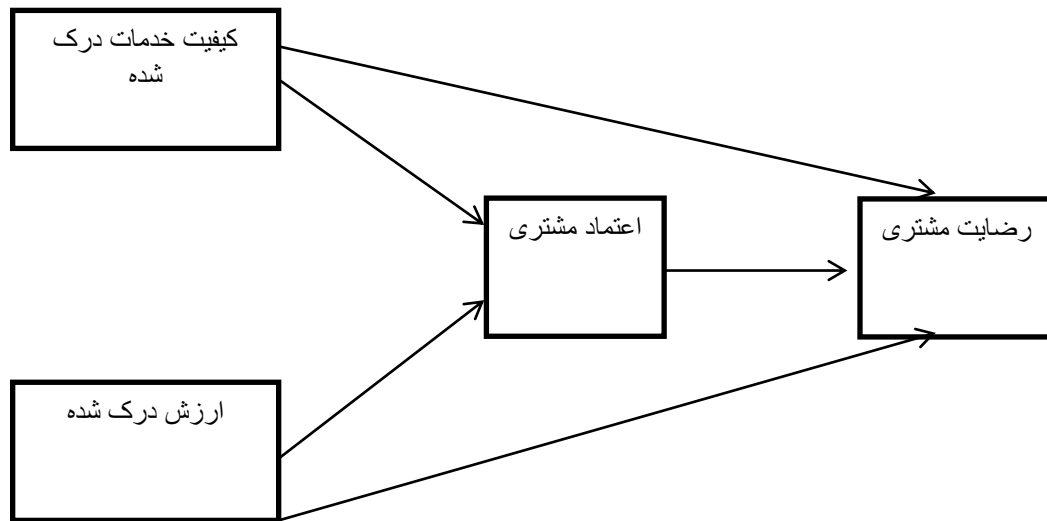 کیفیت خدمات درک
شده
اعتماد مشتری
رضایت مشتری
ارزش درک شده